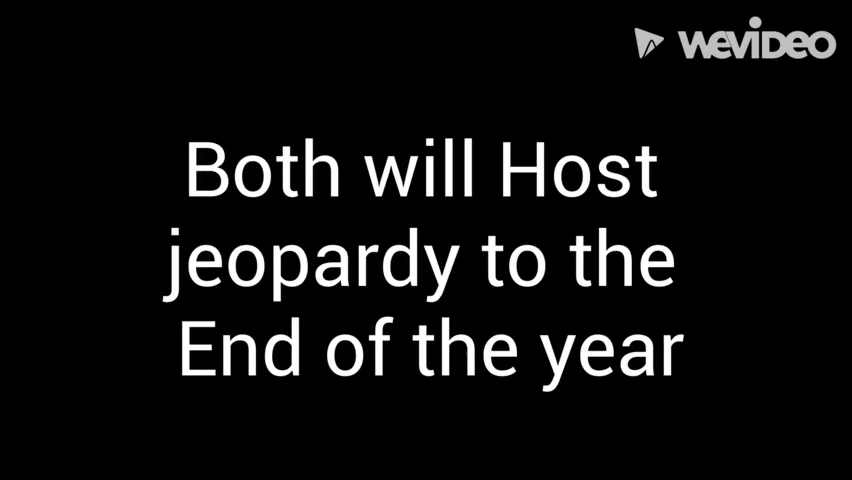 WEVIDEO
Both will Host
jeopardy to the
End of the year